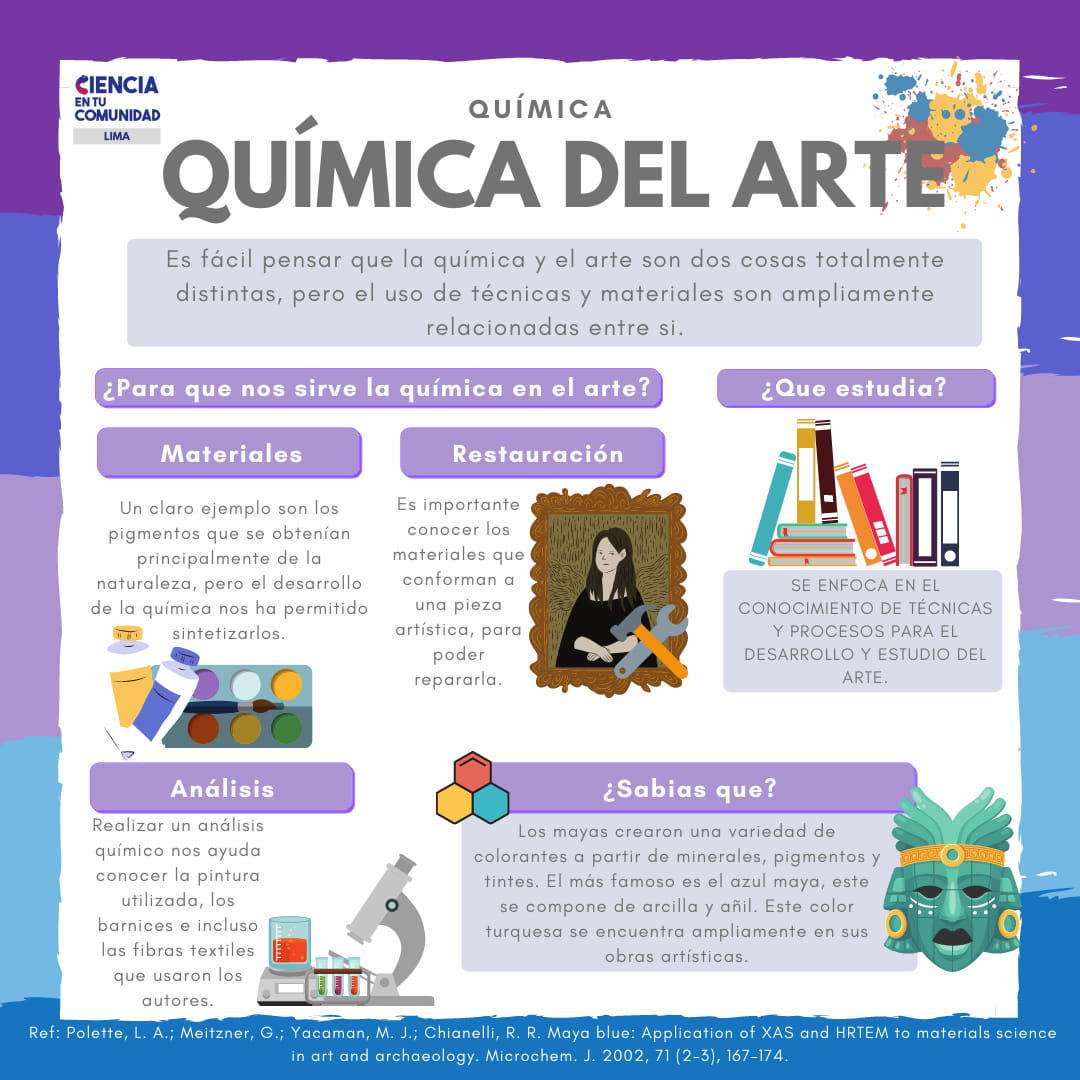 CIENCIA
EN TU
COMUNIDAD
LIMA
QUÍMICA
QUÍMICA DEL ARTE
Es fácil pensar que la química y el arte son dos cosas totalmente
distintas, pero el uso de técnicas y materiales son ampliamente
relacionadas entre si.
¿Para que nos sirve la química en el arte?
Materiales
Un claro ejemplo son los
pigmentos que se obtenían
principalmente de la
naturaleza, pero el desarrollo
de la química nos ha permitido
sintetizarlos.
Restauración
Es importante
conocer los
materiales que
conforman a
una pieza
artística, para
poder
repararla.
¿Que estudia?
SE ENFOCA EN EL
CONOCIMIENTO DE TÉCNICAS
Y PROCESOS PARA EL
DESARROLLO Y ESTUDIO DEL
ARTE.
Análisis
Realizar un análisis
químico nos ayuda
conocer la pintura
utilizada, los
barnices e incluso
las fibras textiles
que usaron los
autores.
¿Sabias que?
Los mayas crearon una variedad de
colorantes a partir de minerales, pigmentos y
tintes. El más famoso es el azul maya, este
se compone de arcilla y añil. Este color
turquesa se encuentra ampliamente en sus
obras artísticas.
Ref: Polette, L. A.; Meitzner, G.; Yacaman, M. J.; Chianelli, R. R. Maya blue: Application of XAS and HRTEM to materials science
in art and archaeology. Microchem. J. 2002, 71 (2-3), 167-174.